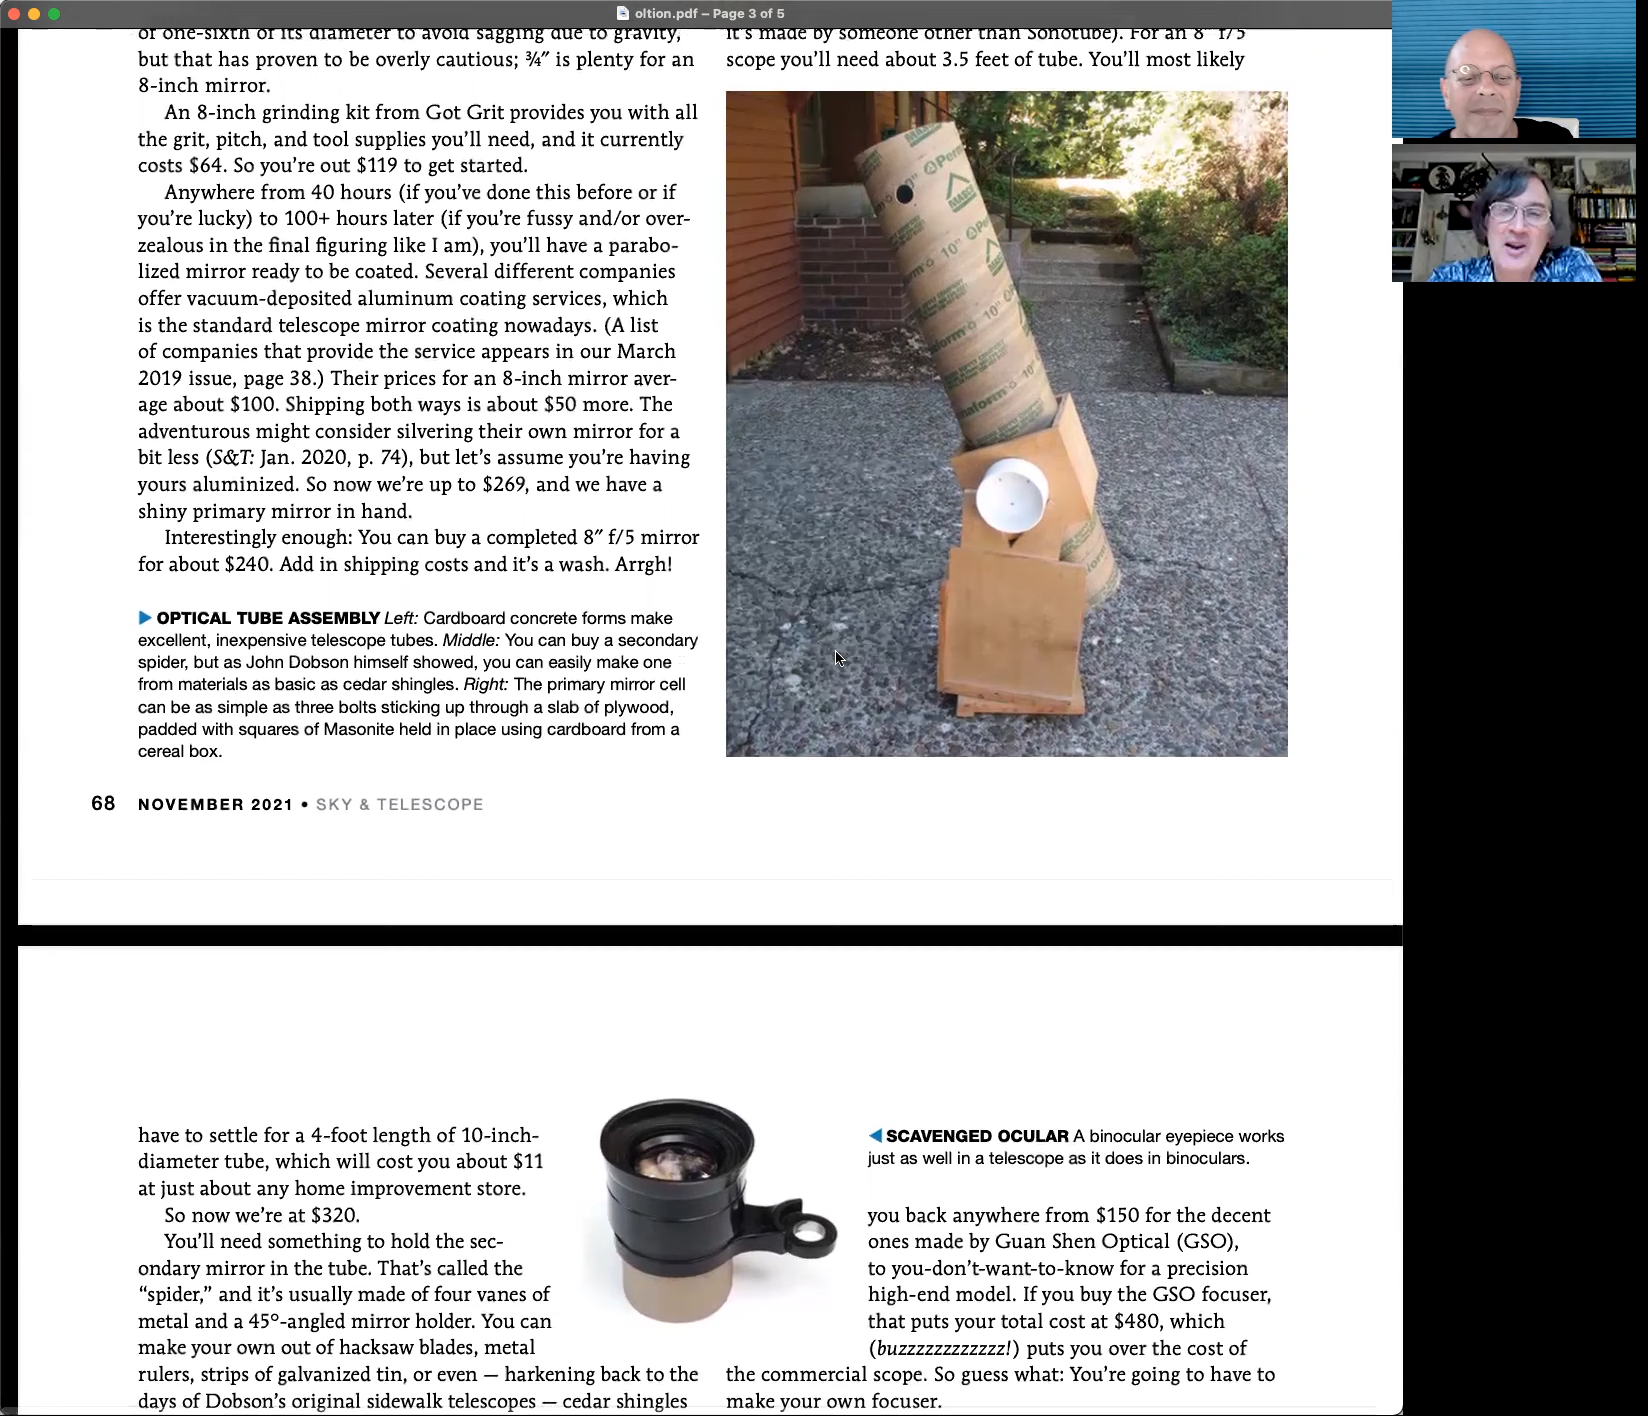 oltion.pdf – Page 3 of 5
of one-sixth of its diameter to avoid sagging due to gravity,
but that has proven to be overly cautious; ¾″ is plenty for an
8-inch mirror.
An 8-inch grinding kit from Got Grit provides you with all
the grit, pitch, and tool supplies you'll need, and it currently
costs $64. So you're out $119 to get started.
Anywhere from 40 hours (if you've done this before or if
you're lucky) to 100+ hours later (if you're fussy and/or over-
zealous in the final figuring like I am), you'll have a parabo-
lized mirror ready to be coated. Several different companies
offer vacuum-deposited aluminum coating services, which
is the standard telescope mirror coating nowadays. (A list
of companies that provide the service appears in our March
2019 issue, page 38.) Their prices for an 8-inch mirror aver-
age about $100. Shipping both ways is about $50 more. The
adventurous might consider silvering their own mirror for a
bit less (S&T: Jan. 2020, p. 74), but let's assume you're having
yours aluminized. So now we're up to $269, and we have a
shiny primary mirror in hand.
Interestingly enough: You can buy a completed 8″ f/5 mirror
for about $240. Add in shipping costs and it's a wash. Arrgh!
▶ OPTICAL TUBE ASSEMBLY Left: Cardboard concrete forms make
excellent, inexpensive telescope tubes. Middle: You can buy a secondary
spider, but as John Dobson himself showed, you can easily make one
from materials as basic as cedar shingles. Right: The primary mirror cell
can be as simple as three bolts sticking up through a slab of plywood,
padded with squares of Masonite held in place using cardboard from a
cereal box.
it's made by someone other than Sonotube). For an 8″ f/5
scope you'll need about 3.5 feet of tube. You'll most likely
10"
10"
68 NOVEMBER 2021 • SKY & TELESCOPE
have to settle for a 4-foot length of 10-inch-
diameter tube, which will cost you about $11
at just about any home improvement store.
So now we're at $320.
You'll need something to hold the sec-
ondary mirror in the tube. That's called the
“spider,” and it's usually made of four vanes of
metal and a 45°-angled mirror holder. You can
make your own out of hacksaw blades, metal
rulers, strips of galvanized tin, or even — harkening back to the
days of Dobson's original sidewalk telescopes — cedar shingles
◀ SCAVENGED OCULAR A binocular eyepiece works
just as well in a telescope as it does in binoculars.
you back anywhere from $150 for the decent
ones made by Guan Shen Optical (GSO),
to you-don't-want-to-know for a precision
high-end model. If you buy the GSO focuser,
that puts your total cost at $480, which
(buzzzzzzzzzzzz!) puts you over the cost of
the commercial scope. So guess what: You're going to have to
make your own focuser.